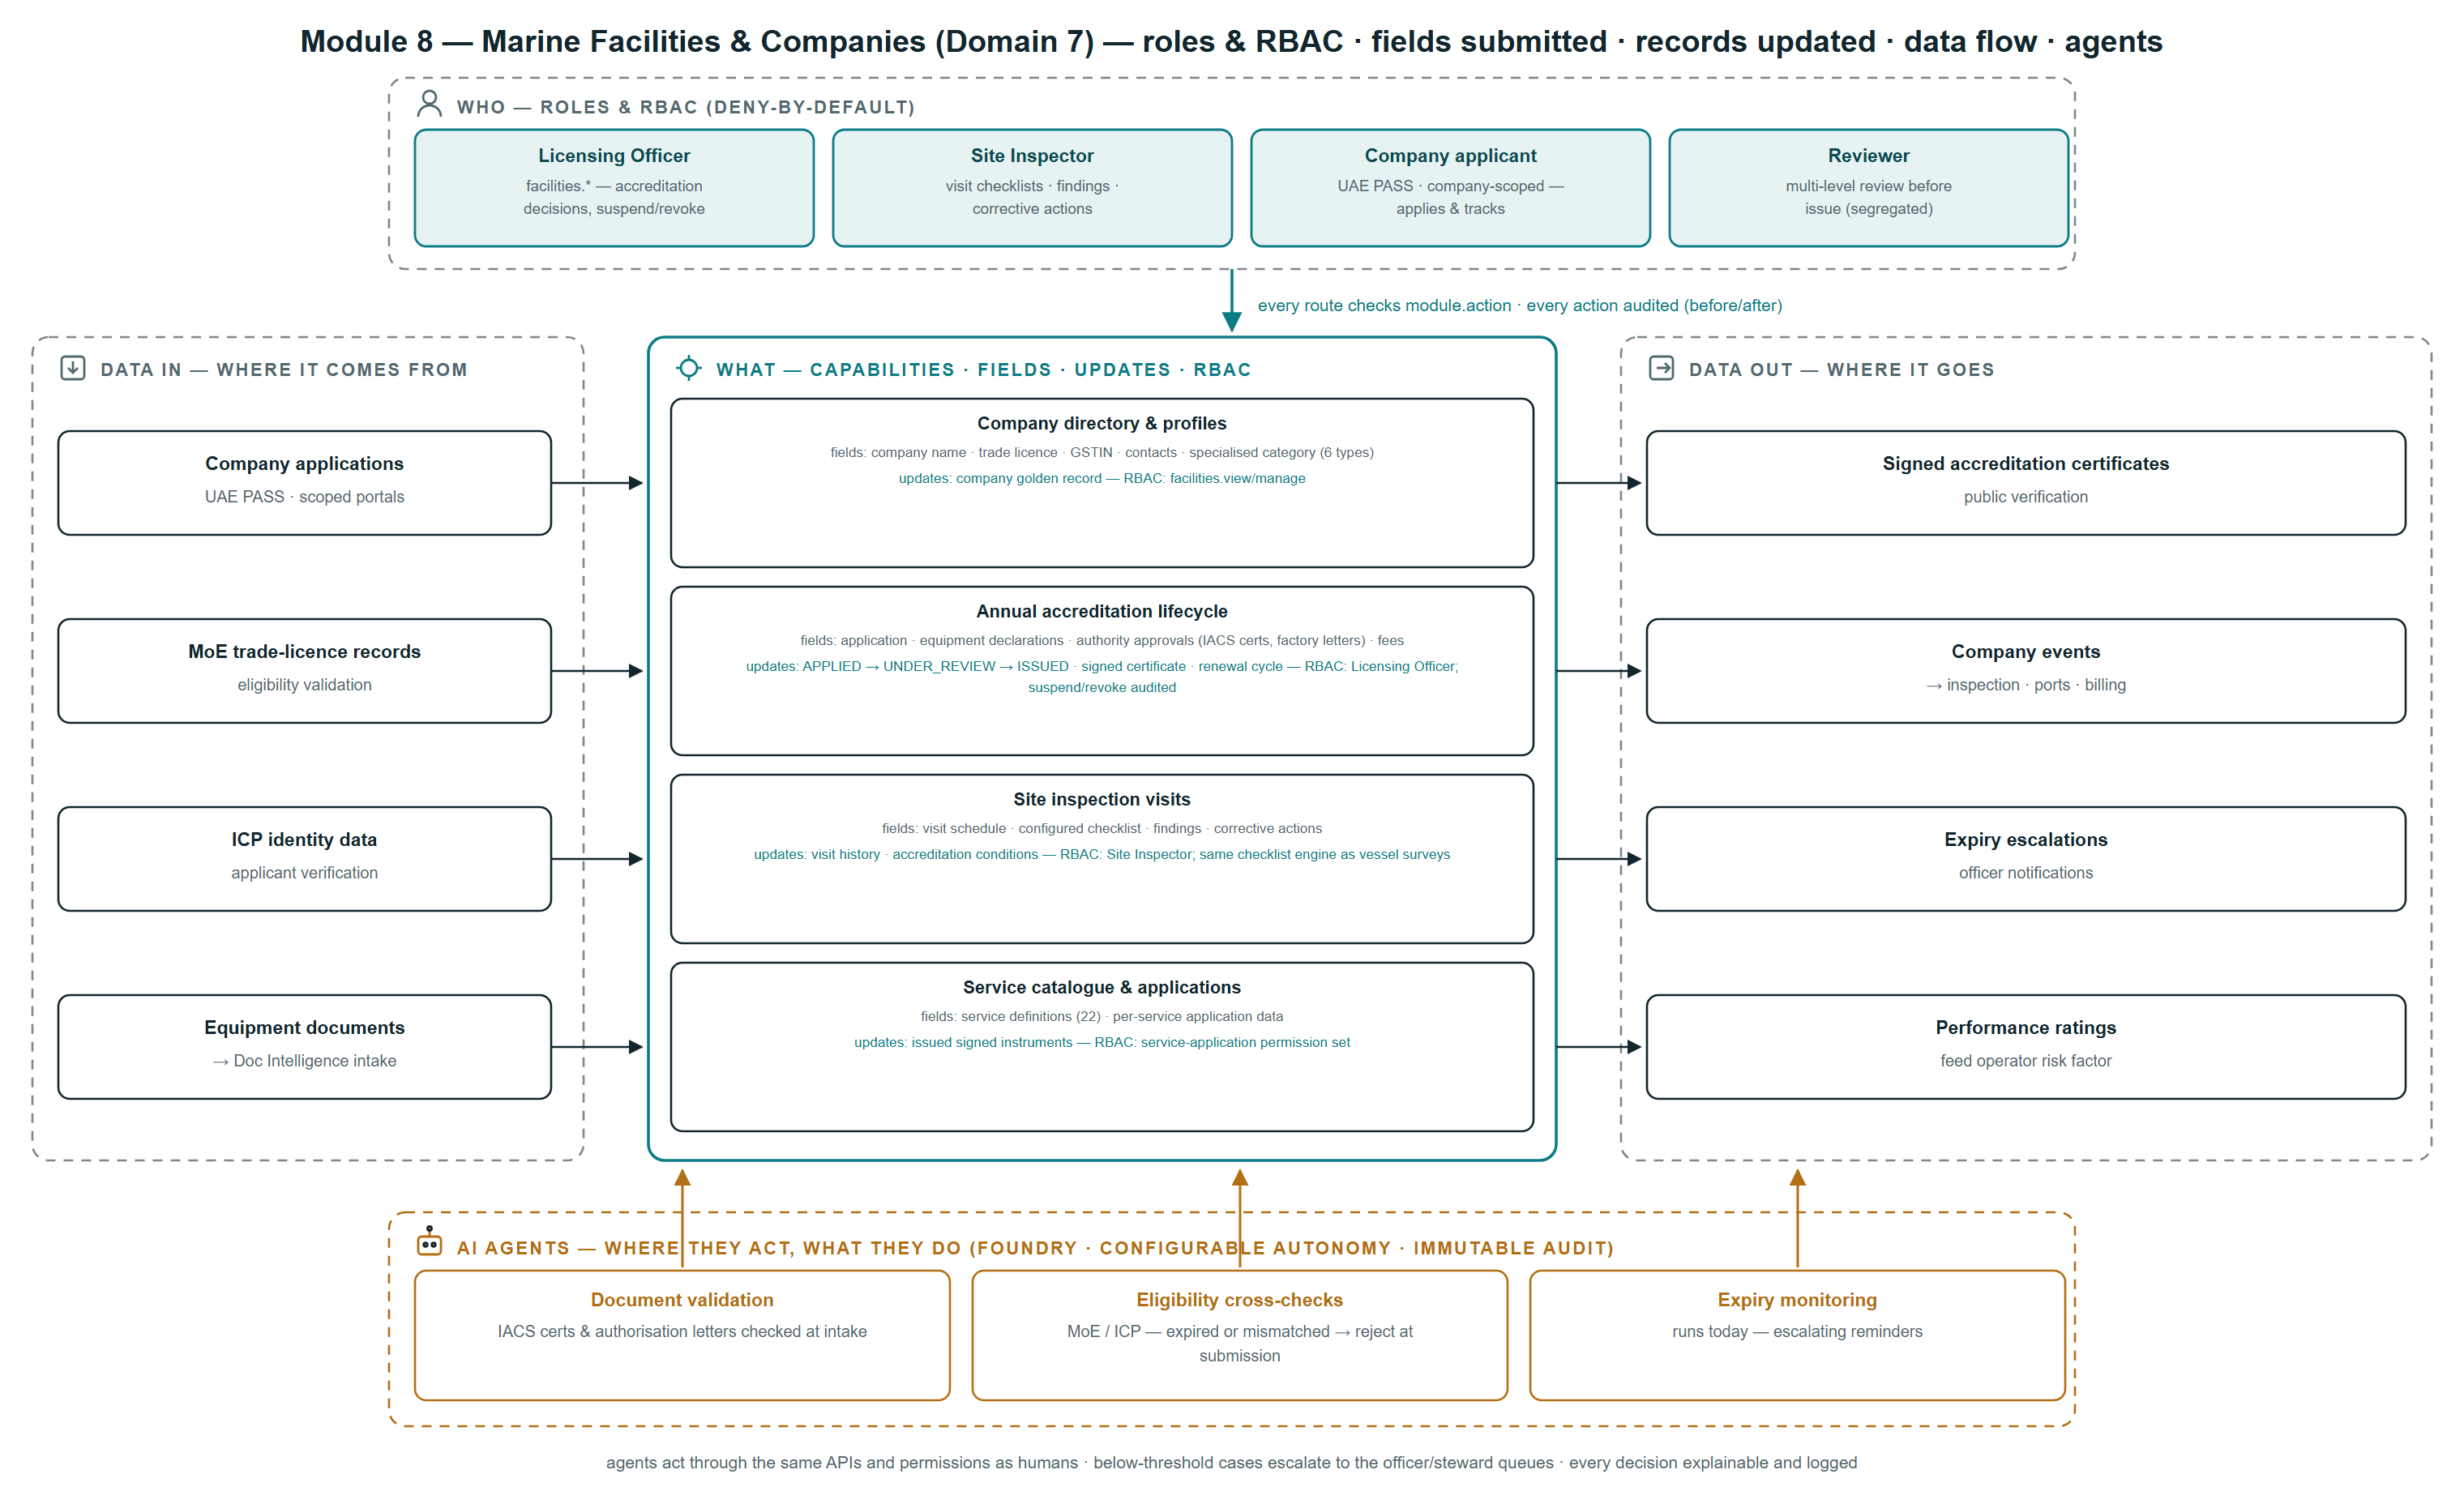 Module 8 — Marine Facilities & Companies (Domain 7) — roles & RBAC · fields submitted · records updated · data flow · agents
WHO — ROLES & RBAC (DENY-BY-DEFAULT)
Licensing Officer
facilities.* — accreditation
decisions, suspend/revoke
Site Inspector
visit checklists · findings ·
corrective actions
Company applicant
UAE PASS · company-scoped —
applies & tracks
Reviewer
multi-level review before
issue (segregated)
every route checks module.action · every action audited (before/after)
DATA IN — WHERE IT COMES FROM
Company applications
UAE PASS · scoped portals
MoE trade-licence records
eligibility validation
ICP identity data
applicant verification
Equipment documents
→ Doc Intelligence intake
WHAT — CAPABILITIES · FIELDS · UPDATES · RBAC
Company directory & profiles
fields: company name · trade licence · GSTIN · contacts · specialised category (6 types)
updates: company golden record — RBAC: facilities.view/manage
Annual accreditation lifecycle
fields: application · equipment declarations · authority approvals (IACS certs, factory letters) · fees
updates: APPLIED → UNDER_REVIEW → ISSUED · signed certificate · renewal cycle — RBAC: Licensing Officer;
suspend/revoke audited
Site inspection visits
fields: visit schedule · configured checklist · findings · corrective actions
updates: visit history · accreditation conditions — RBAC: Site Inspector; same checklist engine as vessel surveys
Service catalogue & applications
fields: service definitions (22) · per-service application data
updates: issued signed instruments — RBAC: service-application permission set
DATA OUT — WHERE IT GOES
Signed accreditation certificates
public verification
Company events
→ inspection · ports · billing
Expiry escalations
officer notifications
Performance ratings
feed operator risk factor
AI AGENTS — WHERE THEY ACT, WHAT THEY DO (FOUNDRY · CONFIGURABLE AUTONOMY · IMMUTABLE AUDIT)
Document validation
IACS certs & authorisation letters checked at intake
Eligibility cross-checks
MoE / ICP — expired or mismatched → reject at
submission
Expiry monitoring
runs today — escalating reminders
agents act through the same APIs and permissions as humans · below-threshold cases escalate to the officer/steward queues · every decision explainable and logged